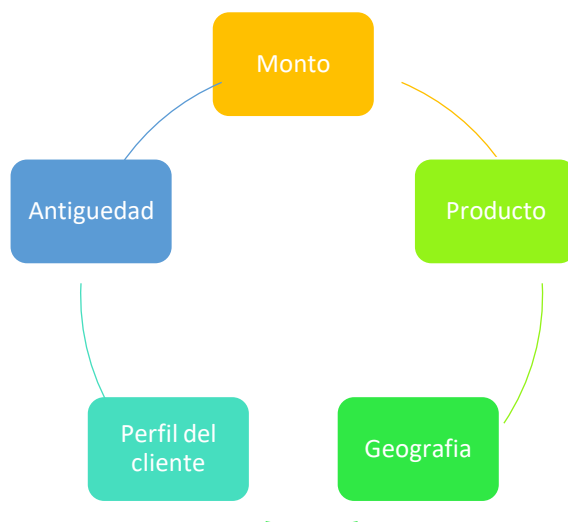 Monto
Antiguedad
Producto
Perfil del
cliente
Geografia